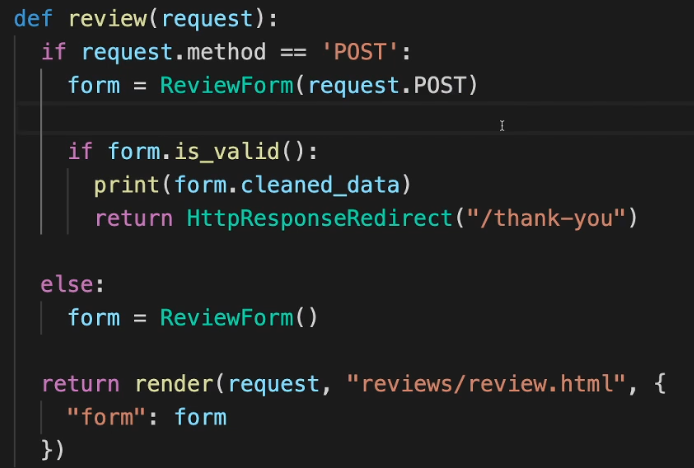 def review(request):
  if request.method == 'POST':
    form = ReviewForm(request.POST)

    if form.is_valid():
      print(form.cleaned_data)
      return HttpResponseRedirect("/thank-you")

  else:
    form = ReviewForm()

  return render(request, "reviews/review.html", {
    "form": form
  })